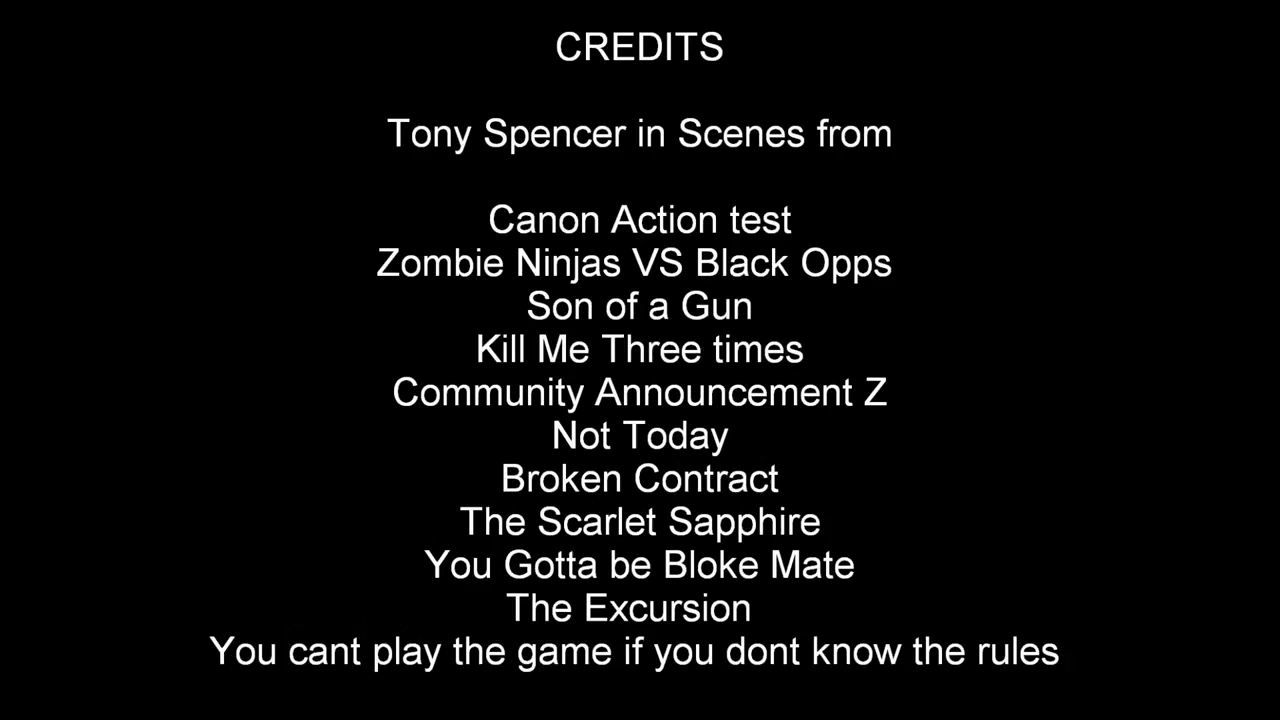 CREDITS
Tony Spencer in Scenes from
Canon Action test
Zombie Ninjas VS Black Opps
Son of a Gun
Kill Me Three times
Community Announcement Z
Not Today
Broken Contract
The Scarlet Sapphire
You Gotta be Bloke Mate
The Excursion
You cant play the game if you dont know the rules